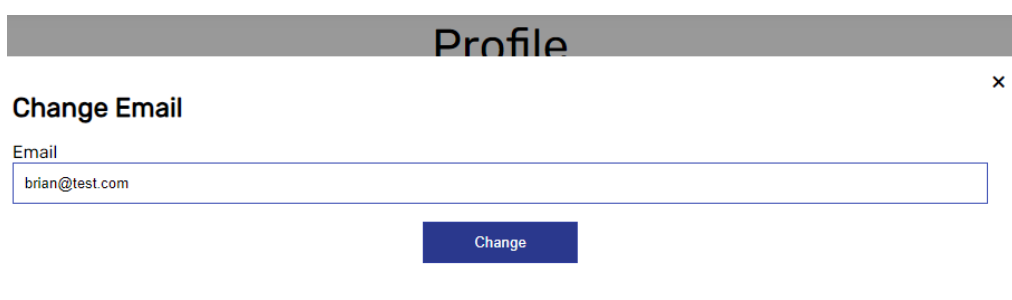 Profile
×
Change Email
Email
brian@test.com
Change